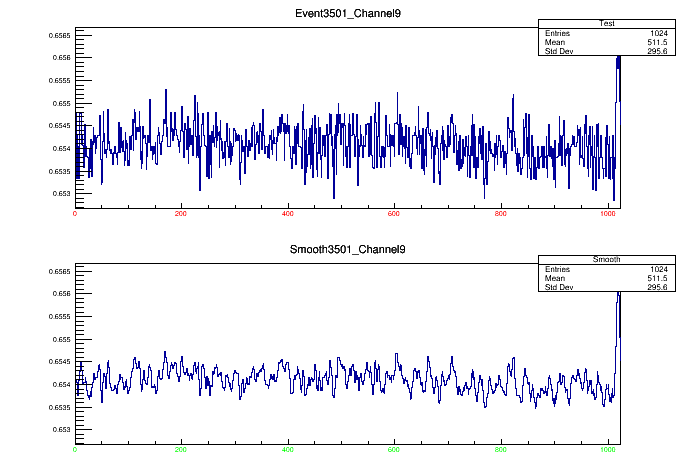 Event3501_Channel9
Test
Entries 1024
Mean 511.5
Std Dev 295.6
0.6565
0.656
0.6555
0.655
0.6545
0.654
0.6535
0.653
0 200 400 600 800 1000
Smooth3501_Channel9
Smooth
Entries 1024
Mean 511.5
Std Dev 295.6
0.6565
0.656
0.6555
0.655
0.6545
0.654
0.6535
0.653
0 200 400 600 800 1000